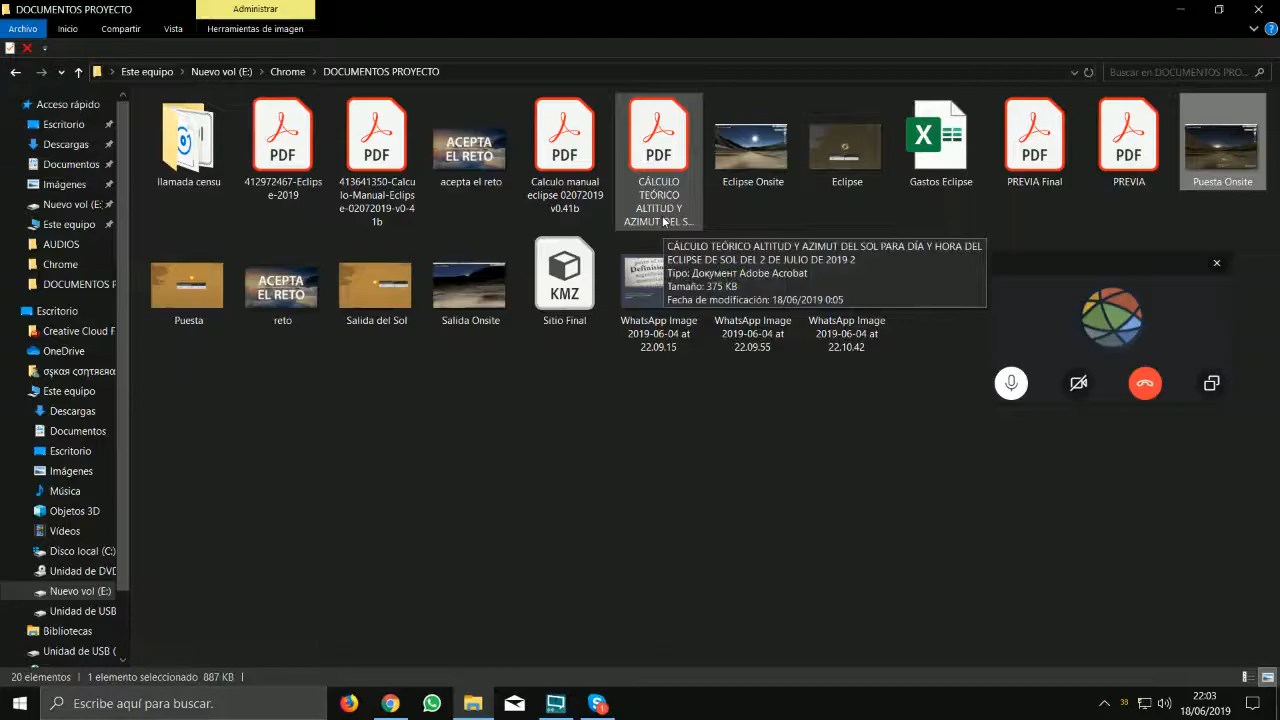 DOCUMENTOS PROYECTO
Administrar
Archivo
Inicio
Compartir
Vista
Herramientas de imagen
Este equipo
Nuevo vol (E:)
Chrome
DOCUMENTOS PROYECTO
Buscar en DOCUMENTOS PRO...
Acceso rápido
Escritorio
Descargas
Documentos
Imágenes
Nuevo vol (E:
Este equipo
AUDIOS
Chrome
DOCUMENTOS P
Escritorio
Creative Cloud F
OneDrive
Este equipo
Descargas
Documentos
Escritorio
Imágenes
Música
Objetos 3D
Vídeos
Disco local (C:)
Unidad de DVD
Nuevo vol (E:)
Unidad de USB
Bibliotecas
Unidad de USB (
llamada censu
PDF
412972467-Eclips
e-2019
PDF
413641350-Calcu
lo-Manual-Eclips
e-02072019-v0-4
1b
ACEPTA
EL RETO
acepta el reto
PDF
Calculo manual
eclipse 02072019
v0.41b
PDF
CÁLCULO
TEÓRICO
ALTITUD Y
AZIMUT DEL S...
Eclipse Onsite
Eclipse
Gastos Eclipse
PDF
PREVIA Final
PDF
PREVIA
Puesta Onsite
CÁLCULO TEÓRICO ALTITUD Y AZIMUT DEL SOL PARA DÍA Y HORA DEL
ECLIPSE DE SOL DEL 2 DE JULIO DE 2019 2
Tipo: Документ Adobe Acrobat
Tamaño: 375 KB
Fecha de modificación: 18/06/2019 0:05
Puesta
ACEPTA
EL RETO
reto
Salida del Sol
Salida Onsite
KMZ
Sitio Final
WhatsApp Image
2019-06-04 at
22.09.15
WhatsApp Image
2019-06-04 at
22.09.55
WhatsApp Image
2019-06-04 at
22.10.42
20 elementos
1 elemento seleccionado 887 KB
Escribe aquí para buscar.
38
22:03
18/06/2019